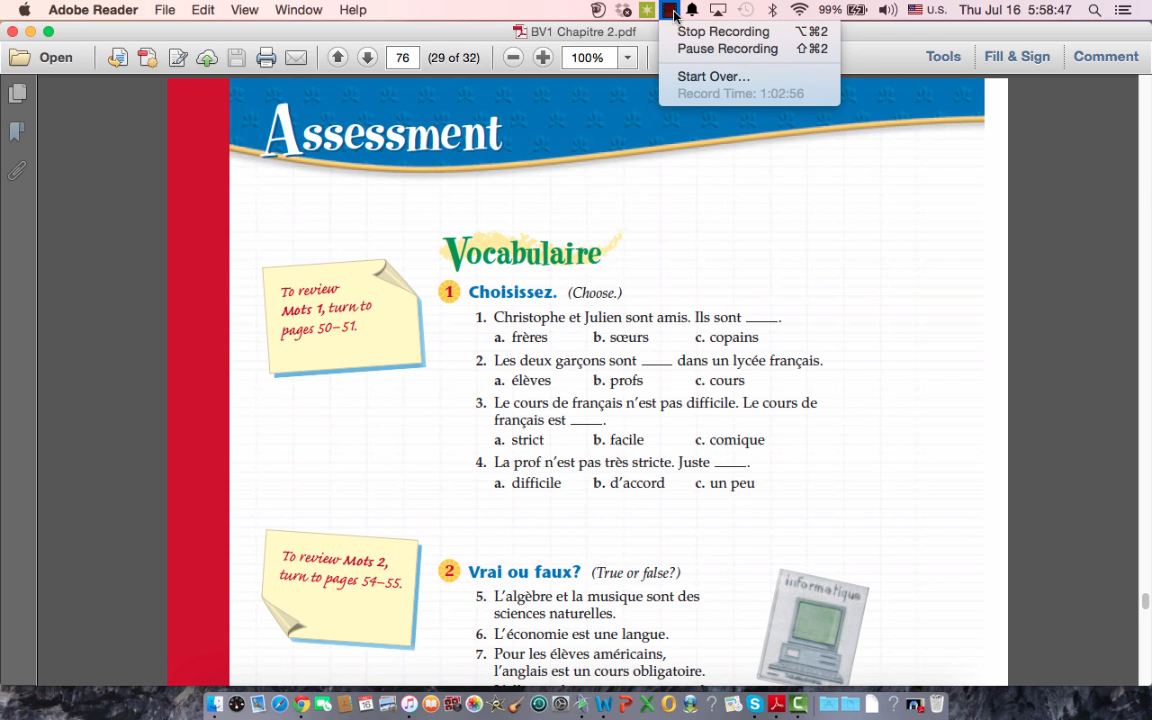 Adobe Reader File Edit View Window Help 99% U.S. Thu Jul 16 5:58:47
BV1 Chapitre 2.pdf
Stop Recording ⌥⌘2
Pause Recording ⇧⌘2
Start Over...
Record Time: 1:02:56
Open 76 (29 of 32) 100% Tools Fill & Sign Comment
Assessment
Vocabulaire
To review
Mots 1, turn to
pages 50–51.
1 Choisissez. (Choose.)
1. Christophe et Julien sont amis. Ils sont ____.
a. frères b. sœurs c. copains
2. Les deux garçons sont ____ dans un lycée français.
a. élèves b. profs c. cours
3. Le cours de français n'est pas difficile. Le cours de
français est ____.
a. strict b. facile c. comique
4. La prof n'est pas très stricte. Juste ____.
a. difficile b. d'accord c. un peu
To review Mots 2,
turn to pages 54–55.
2 Vrai ou faux? (True or false?)
5. L'algèbre et la musique sont des
sciences naturelles.
6. L'économie est une langue.
7. Pour les élèves américains,
l'anglais est un cours obligatoire.
informatique